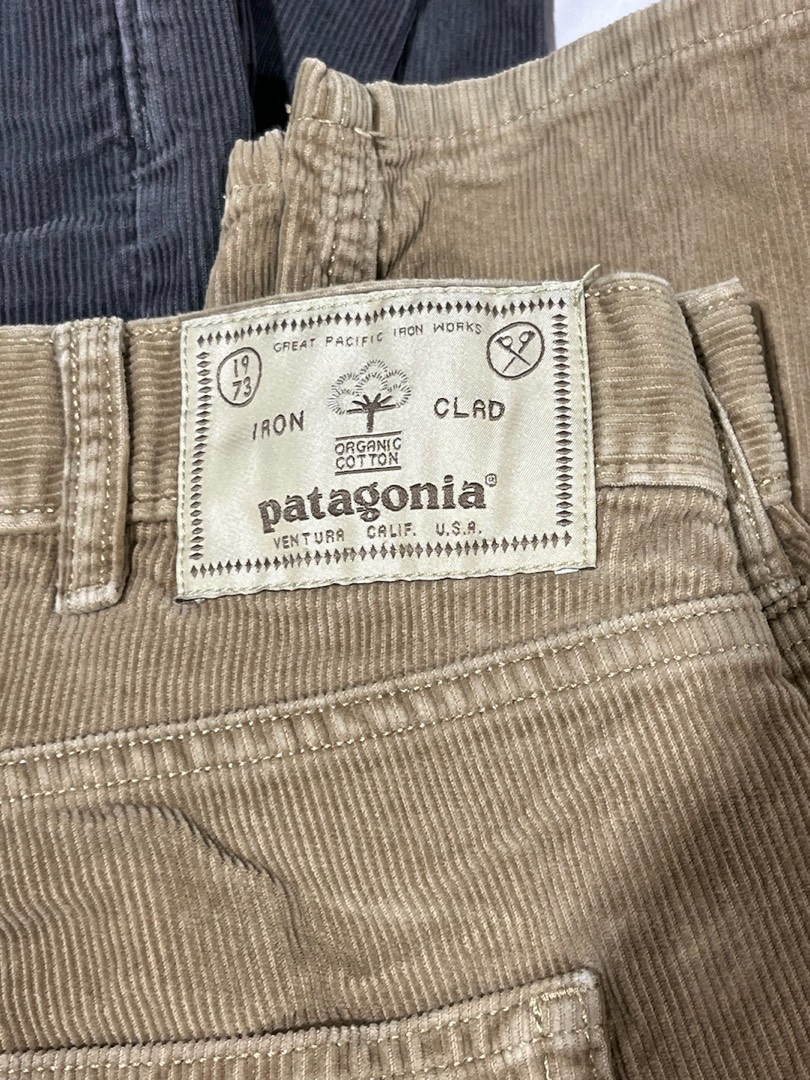 GREAT PACIFIC IRON WORKS
19
73
IRON CLAD
ORGANIC
COTTON
patagonia®
VENTURA CALIF. U.S.A.